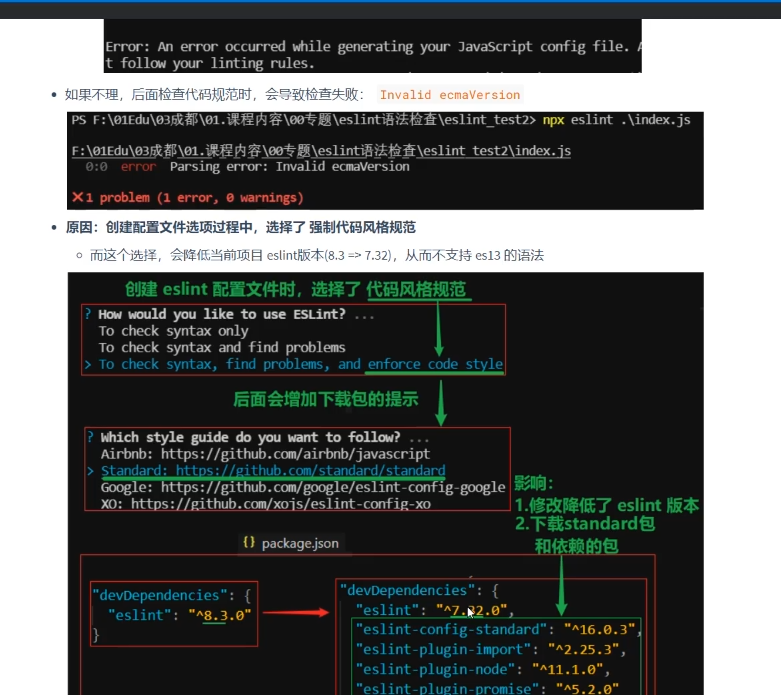 Error: An error occurred while generating your JavaScript config file. A
t follow your linting rules.
如果不理，后面检查代码规范时，会导致检查失败： Invalid ecmaVersion
PS F:\01Edu\03成都\01.课程内容\00专题\eslint语法检查\eslint_test2> npx eslint .\index.js
F:\01Edu\03成都\01.课程内容\00专题\eslint语法检查\eslint_test2\index.js
0:0 error Parsing error: Invalid ecmaVersion
✕1 problem (1 error, 0 warnings)
原因：创建配置文件选项过程中，选择了 强制代码风格规范
而这个选择，会降低当前项目 eslint版本(8.3 => 7.32)，从而不支持 es13 的语法
创建 eslint 配置文件时，选择了 代码风格规范
? How would you like to use ESLint? ...
To check syntax only
To check syntax and find problems
> To check syntax, find problems, and enforce code style
后面会增加下载包的提示
? Which style guide do you want to follow? ...
Airbnb: https://github.com/airbnb/javascript
> Standard: https://github.com/standard/standard
Google: https://github.com/google/eslint-config-google
XO: https://github.com/xojs/eslint-config-xo
影响：
1.修改降低了 eslint 版本
2.下载standard包
和依赖的包
{} package.json
"devDependencies": {
"eslint": "^8.3.0"
}
"devDependencies": {
"eslint": "^7.32.0",
"eslint-config-standard": "^16.0.3",
"eslint-plugin-import": "^2.25.3",
"eslint-plugin-node": "^11.1.0",
"eslint-plugin-promise": "^5.2.0"